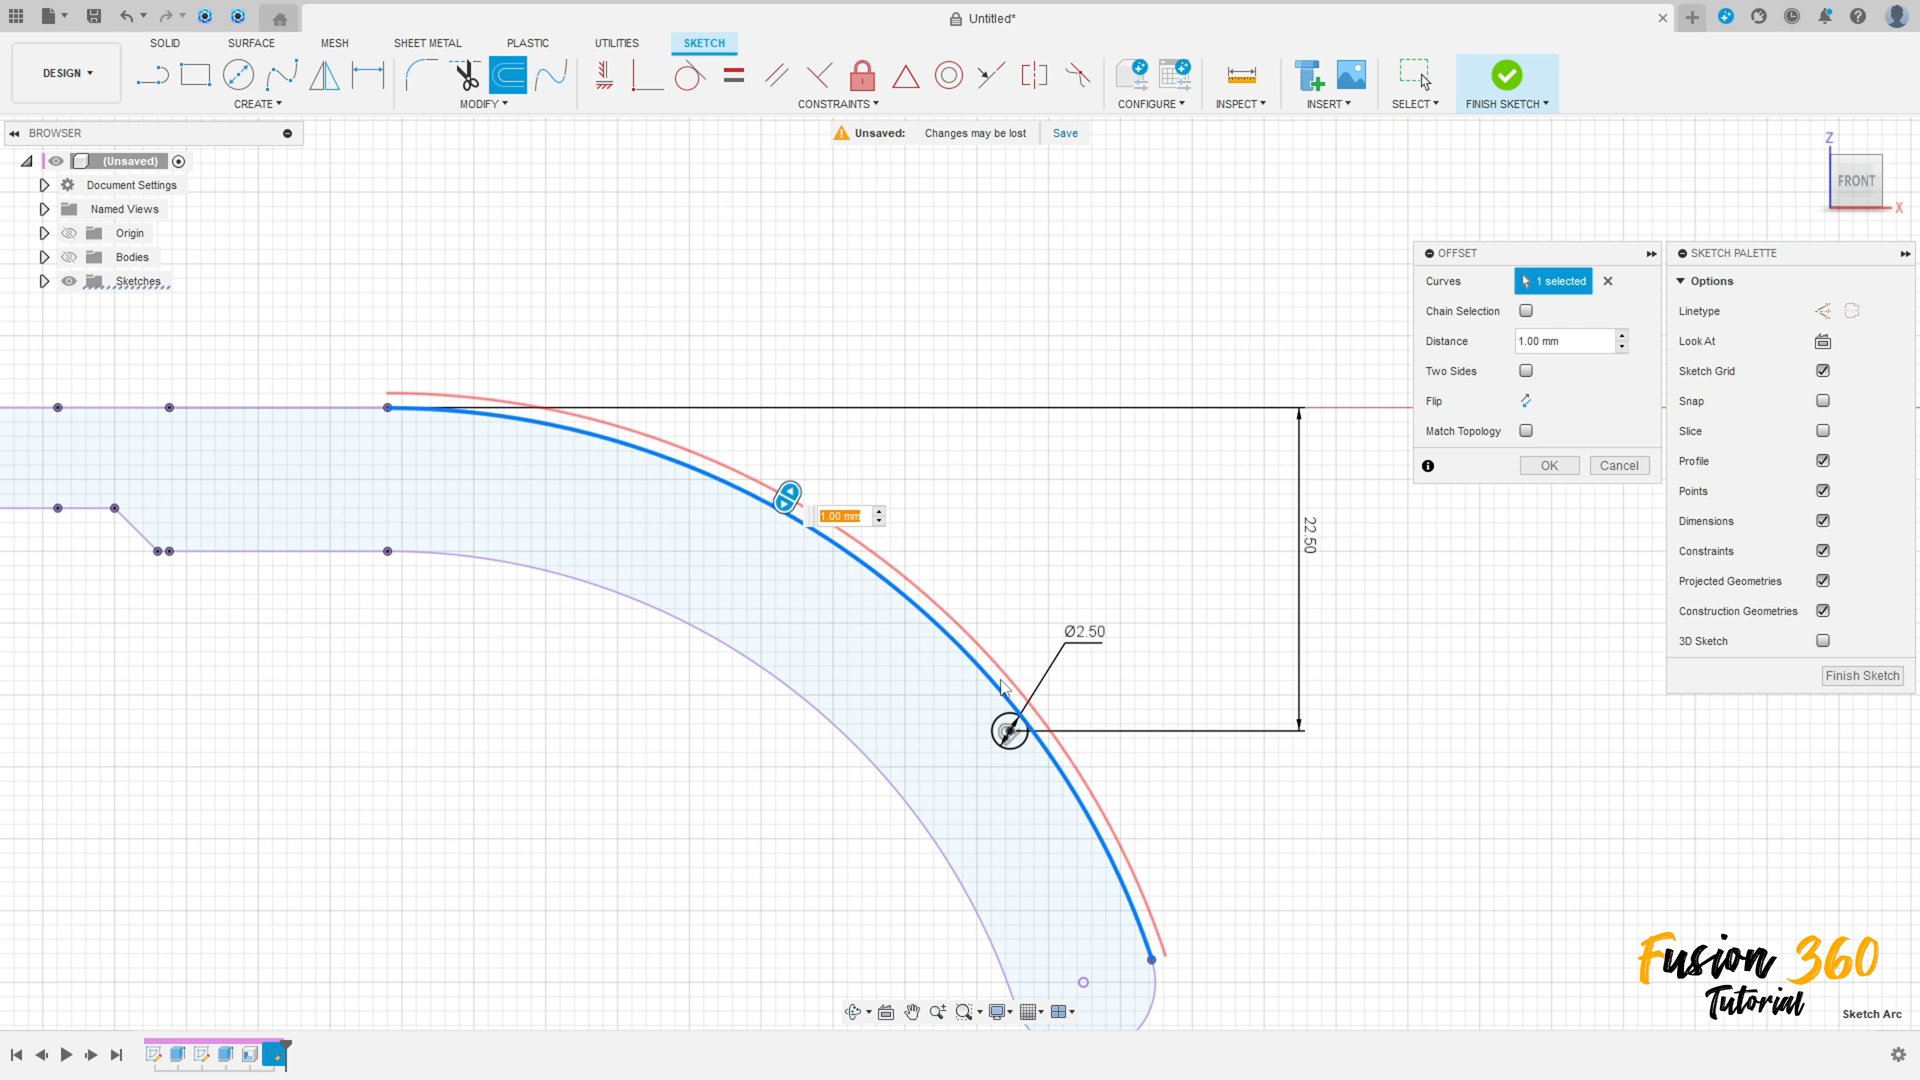 Untitled*
DESIGN
SOLID
SURFACE
MESH
SHEET METAL
PLASTIC
UTILITIES
SKETCH
CREATE
MODIFY
CONSTRAINTS
CONFIGURE
INSPECT
INSERT
SELECT
FINISH SKETCH
BROWSER
Unsaved: Changes may be lost Save
(Unsaved)
Document Settings
Named Views
Origin
Bodies
Sketches
Z
FRONT
X
OFFSET
Curves 1 selected
Chain Selection
Distance 1.00 mm
Two Sides
Flip
Match Topology
OK Cancel
SKETCH PALETTE
Options
Linetype
Look At
Sketch Grid
Snap
Slice
Profile
Points
Dimensions
Constraints
Projected Geometries
Construction Geometries
3D Sketch
Finish Sketch
1.00 mm
22.50
Ø2.50
Fusion 360
Tutorial
Sketch Arc